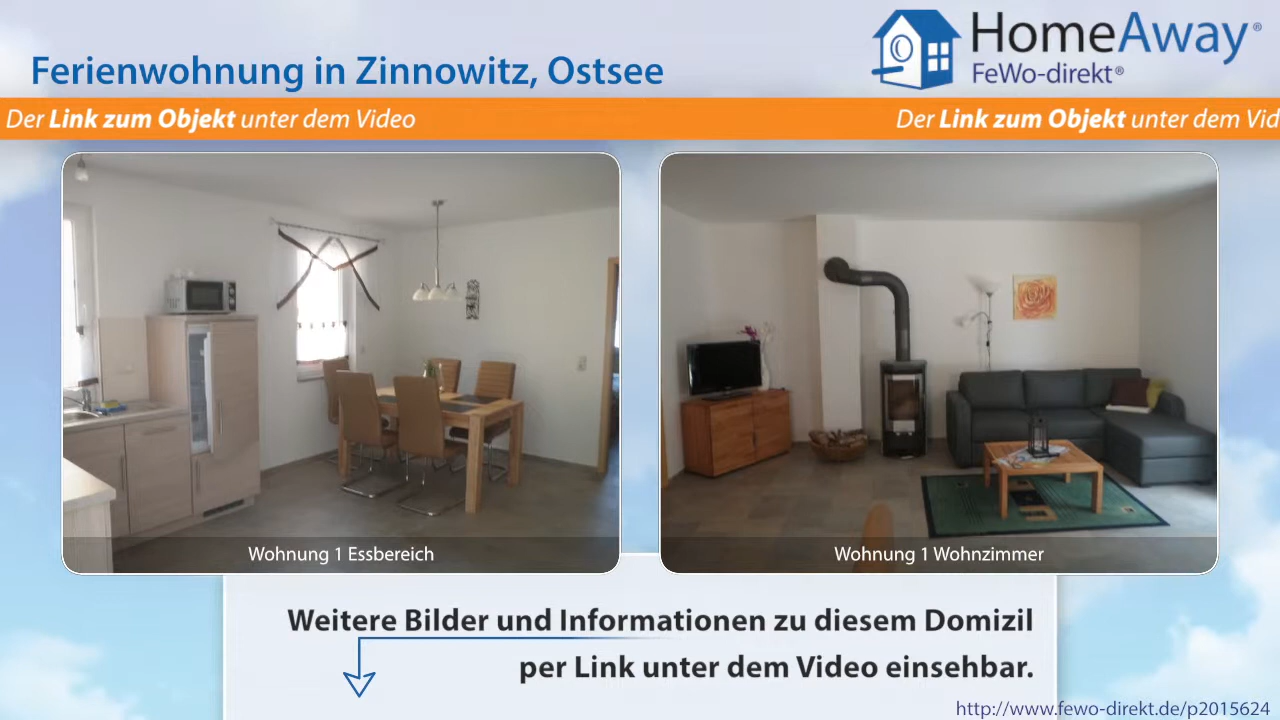 HomeAway®
FeWo-direkt®
Ferienwohnung in Zinnowitz, Ostsee
Der Link zum Objekt unter dem Video
Der Link zum Objekt unter dem Vid
Wohnung 1 Essbereich
Wohnung 1 Wohnzimmer
Weitere Bilder und Informationen zu diesem Domizil
per Link unter dem Video einsehbar.
http://www.fewo-direkt.de/p2015624